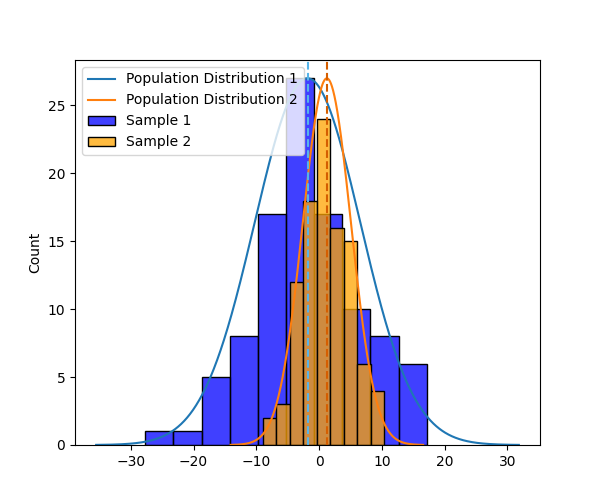 Population Distribution 1
Population Distribution 2
Sample 1
Sample 2
Count
25
20
15
10
5
0
−30 −20 −10 0 10 20 30